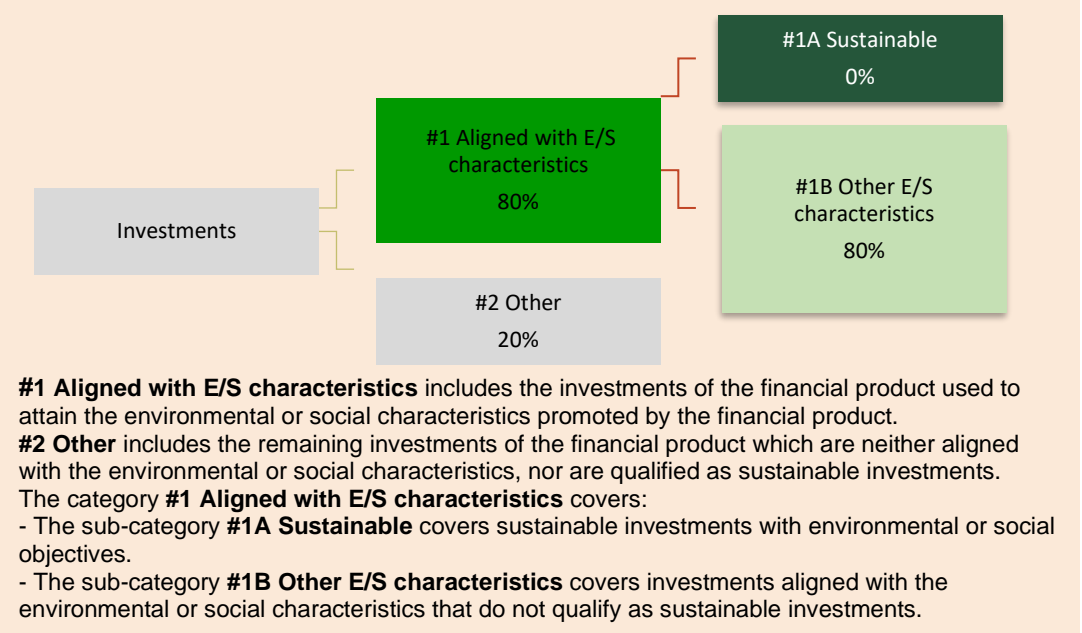 #1A Sustainable
0%
#1 Aligned with E/S
characteristics
80%
#1B Other E/S
characteristics
80%
Investments
#2 Other
20%
#1 Aligned with E/S characteristics includes the investments of the financial product used to
attain the environmental or social characteristics promoted by the financial product.
#2 Other includes the remaining investments of the financial product which are neither aligned
with the environmental or social characteristics, nor are qualified as sustainable investments.
The category #1 Aligned with E/S characteristics covers:
- The sub-category #1A Sustainable covers sustainable investments with environmental or social
objectives.
- The sub-category #1B Other E/S characteristics covers investments aligned with the
environmental or social characteristics that do not qualify as sustainable investments.